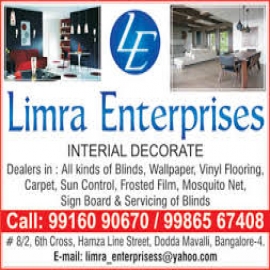 LE
Limra Enterprises
INTERIAL DECORATE
Dealers in : All kinds of Blinds, Wallpaper, Vinyl Flooring,
Carpet, Sun Control, Frosted Film, Mosquito Net,
Sign Board & Servicing of Blinds
Call: 99160 90670 / 99865 67408
# 8/2, 6th Cross, Hamza Line Street, Dodda Mavalli, Bangalore-4.
E-mail: limra_enterprisess@yahoo.com